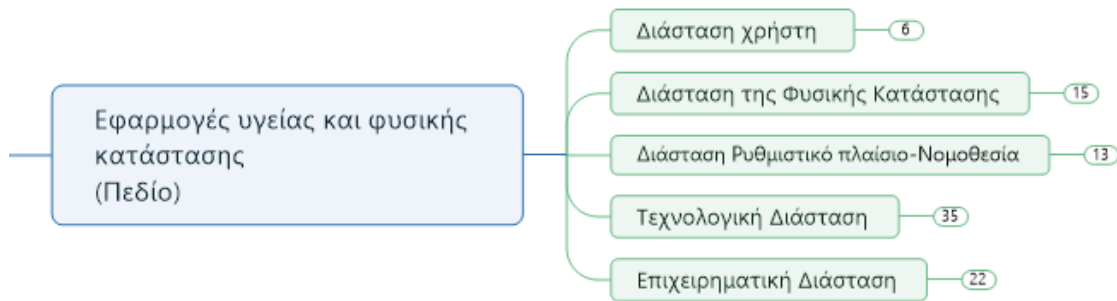 Διάσταση χρήστη 6
Διάσταση της Φυσικής Κατάστασης 15
Εφαρμογές υγείας και φυσικής
κατάστασης
(Πεδίο)
Διάσταση Ρυθμιστικό πλαίσιο-Νομοθεσία 13
Τεχνολογική Διάσταση 35
Επιχειρηματική Διάσταση 22